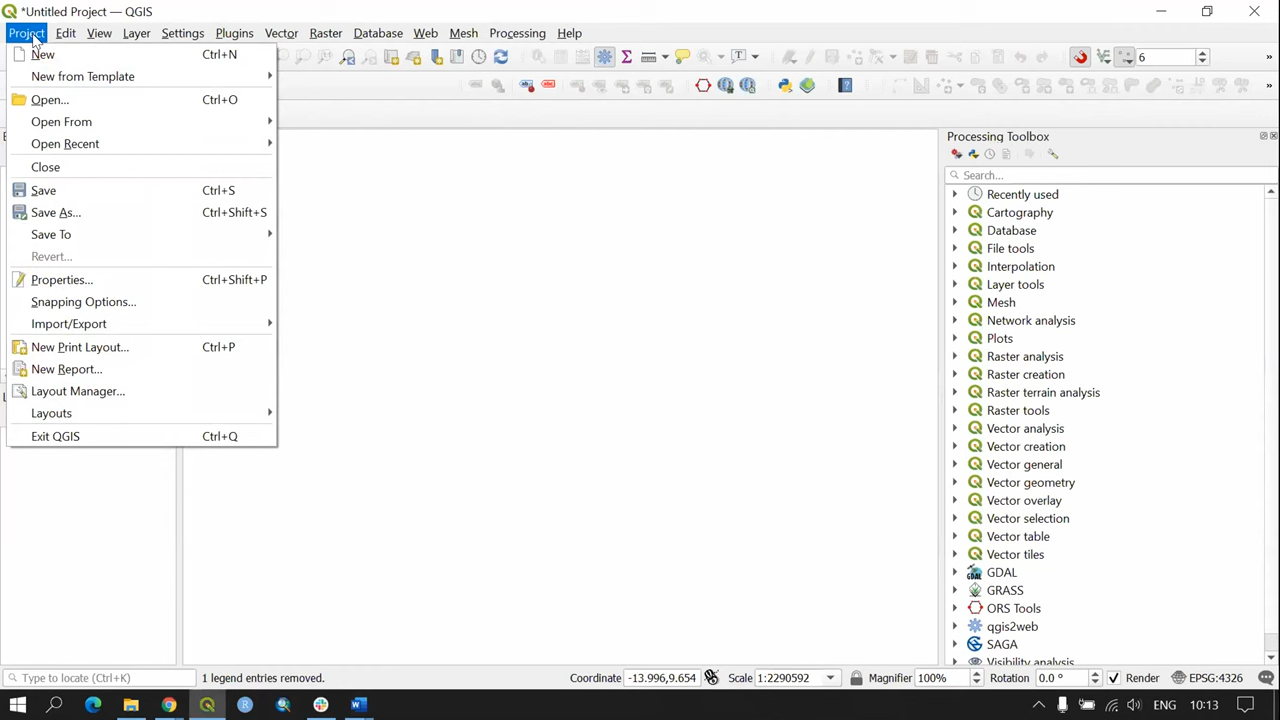 *Untitled Project — QGIS
Project Edit View Layer Settings Plugins Vector Raster Database Web Mesh Processing Help
New Ctrl+N
New from Template
Open... Ctrl+O
Open From
Open Recent
Close
Save Ctrl+S
Save As... Ctrl+Shift+S
Save To
Revert...
Properties... Ctrl+Shift+P
Snapping Options...
Import/Export
New Print Layout... Ctrl+P
New Report...
Layout Manager...
Layouts
Exit QGIS Ctrl+Q
6
abc abc
Processing Toolbox
Search...
Recently used
Cartography
Database
File tools
Interpolation
Layer tools
Mesh
Network analysis
Plots
Raster analysis
Raster creation
Raster terrain analysis
Raster tools
Vector analysis
Vector creation
Vector general
Vector geometry
Vector overlay
Vector selection
Vector table
Vector tiles
GDAL
GRASS
ORS Tools
qgis2web
SAGA
Visibility analysis
Type to locate (Ctrl+K) 1 legend entries removed. Coordinate -13.996,9.654 Scale 1:2290592 Magnifier 100% Rotation 0.0 ° Render EPSG:4326
ENG 10:13